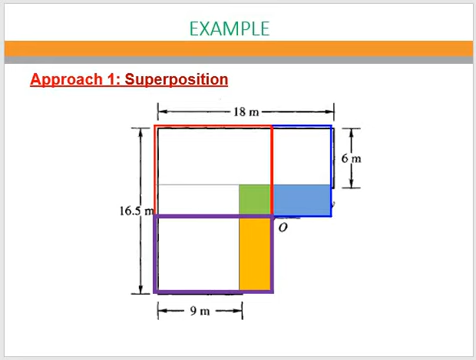 EXAMPLE
Approach 1: Superposition
18 m
6 m
16.5 m
O
9 m